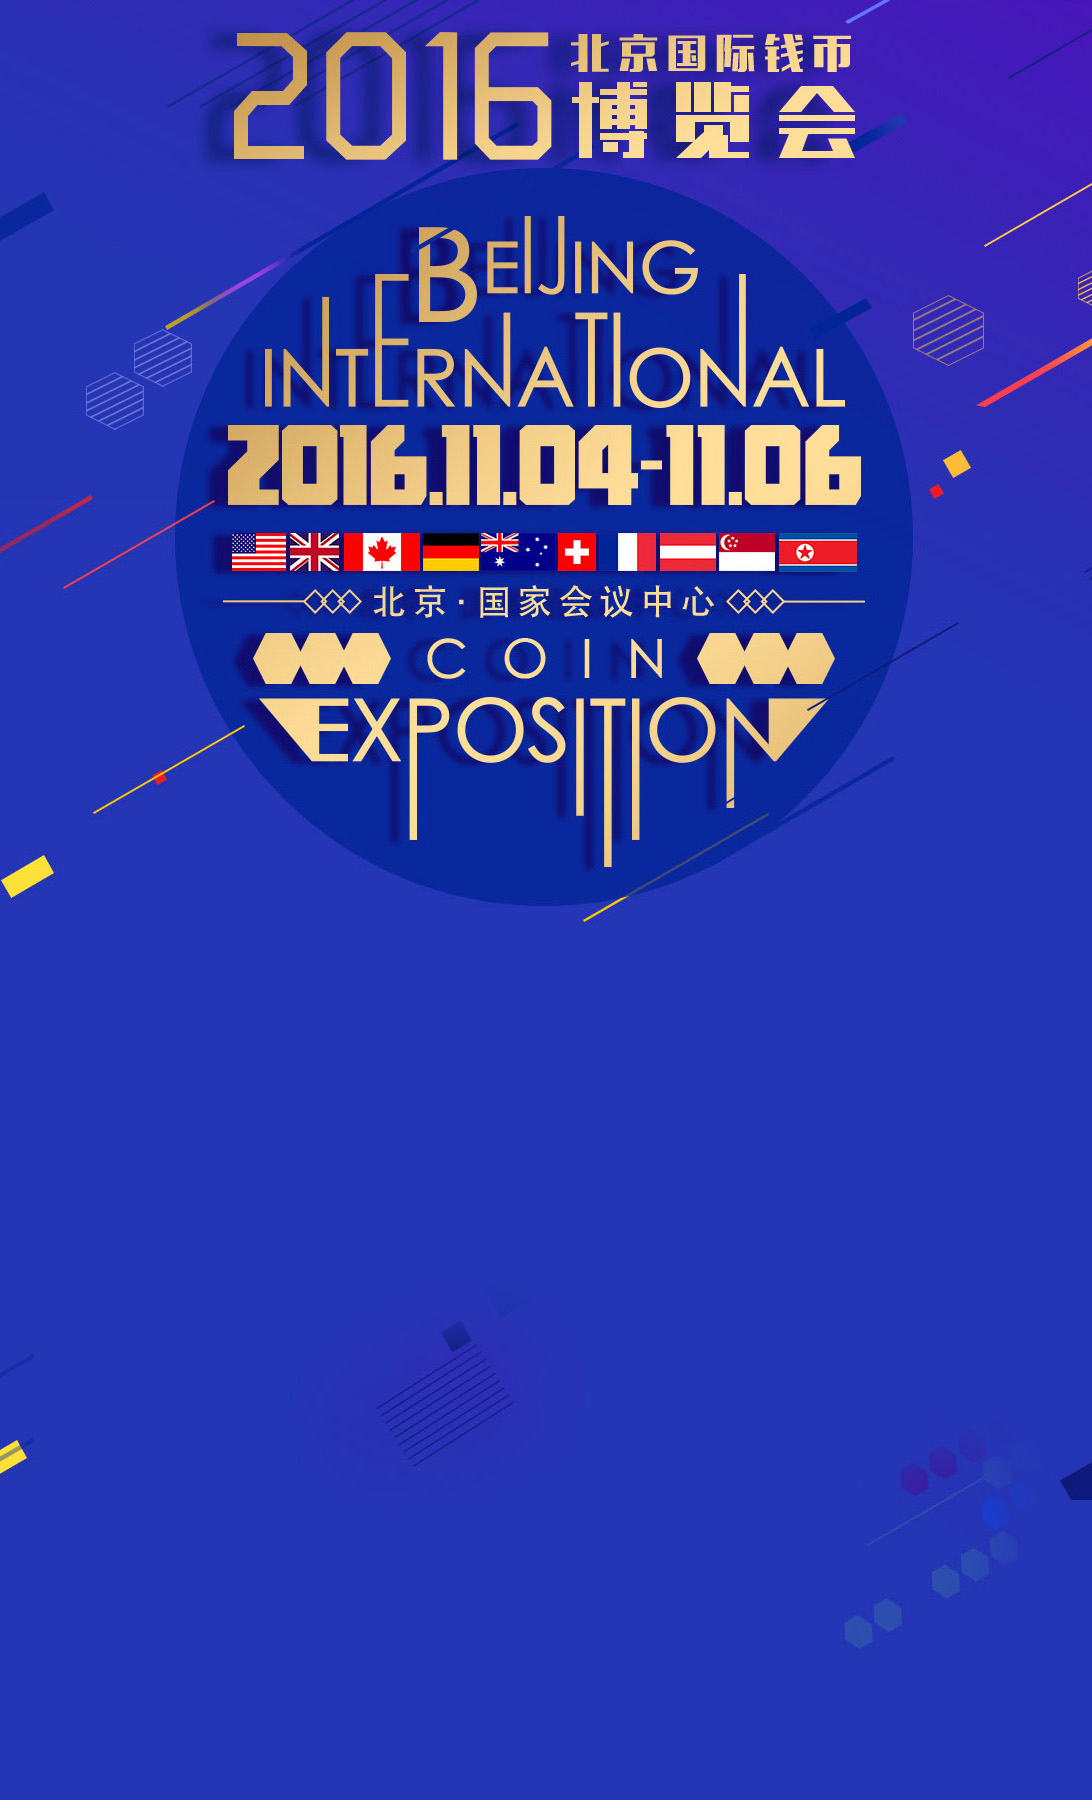 2016 北京国际钱币
博览会
BEIJING
INTERNATIONAL
2016.11.04-11.06
北京·国家会议中心
COIN
EXPOSITION